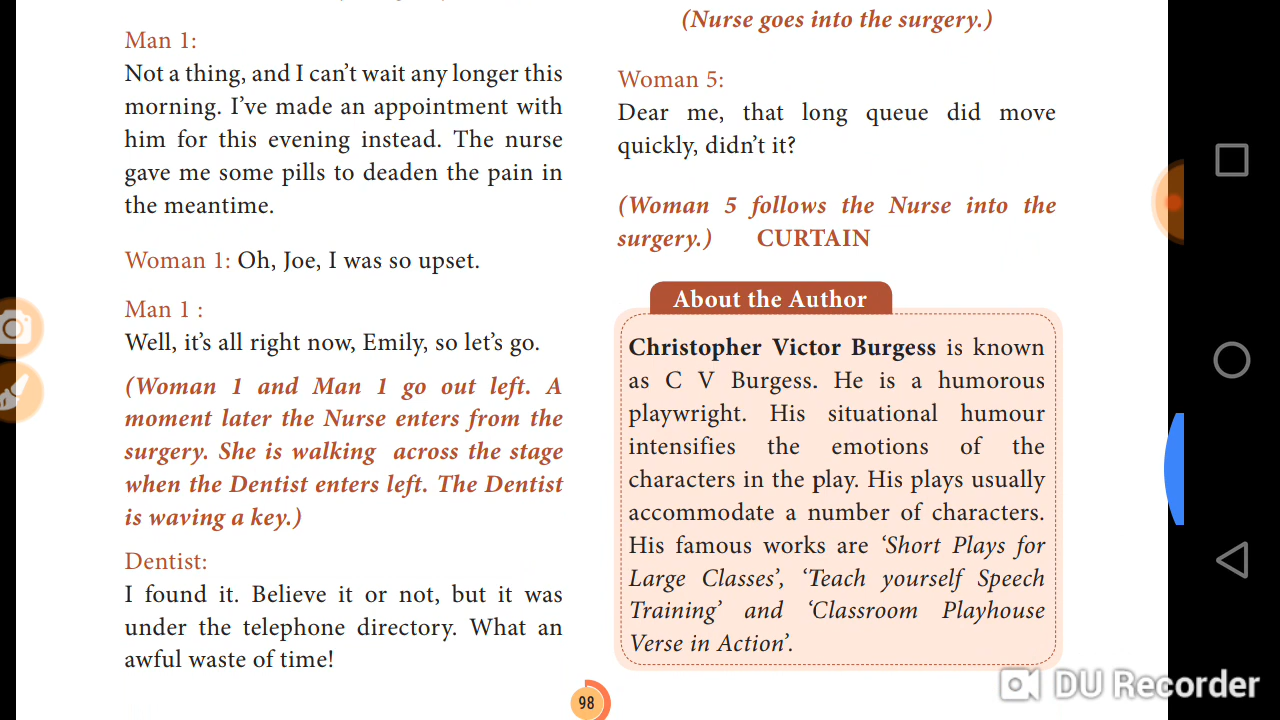 Man 1:
Not a thing, and I can't wait any longer this
morning. I've made an appointment with
him for this evening instead. The nurse
gave me some pills to deaden the pain in
the meantime.
Woman 1: Oh, Joe, I was so upset.
Man 1 :
Well, it's all right now, Emily, so let's go.
(Woman 1 and Man 1 go out left. A
moment later the Nurse enters from the
surgery. She is walking across the stage
when the Dentist enters left. The Dentist
is waving a key.)
Dentist:
I found it. Believe it or not, but it was
under the telephone directory. What an
awful waste of time!
(Nurse goes into the surgery.)
Woman 5:
Dear me, that long queue did move
quickly, didn't it?
(Woman 5 follows the Nurse into the
surgery.) CURTAIN
About the Author
Christopher Victor Burgess is known
as C V Burgess. He is a humorous
playwright. His situational humour
intensifies the emotions of the
characters in the play. His plays usually
accommodate a number of characters.
His famous works are 'Short Plays for
Large Classes', 'Teach yourself Speech
Training' and 'Classroom Playhouse
Verse in Action'.
98
DU Recorder